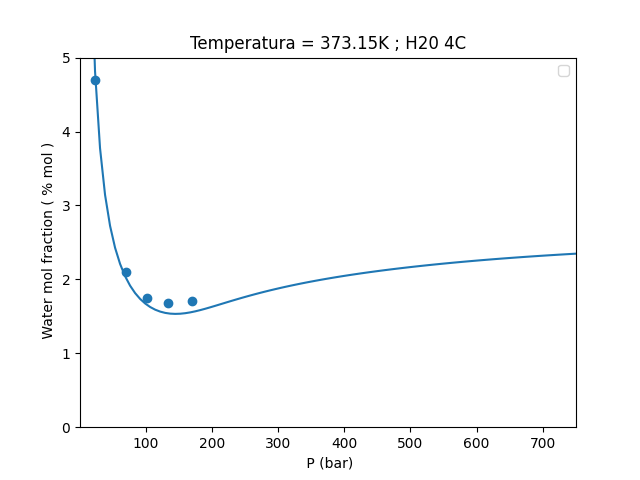 Temperatura = 373.15K ; H20 4C
5
4
3
2
1
0
Water mol fraction ( % mol )
100 200 300 400 500 600 700
P (bar)